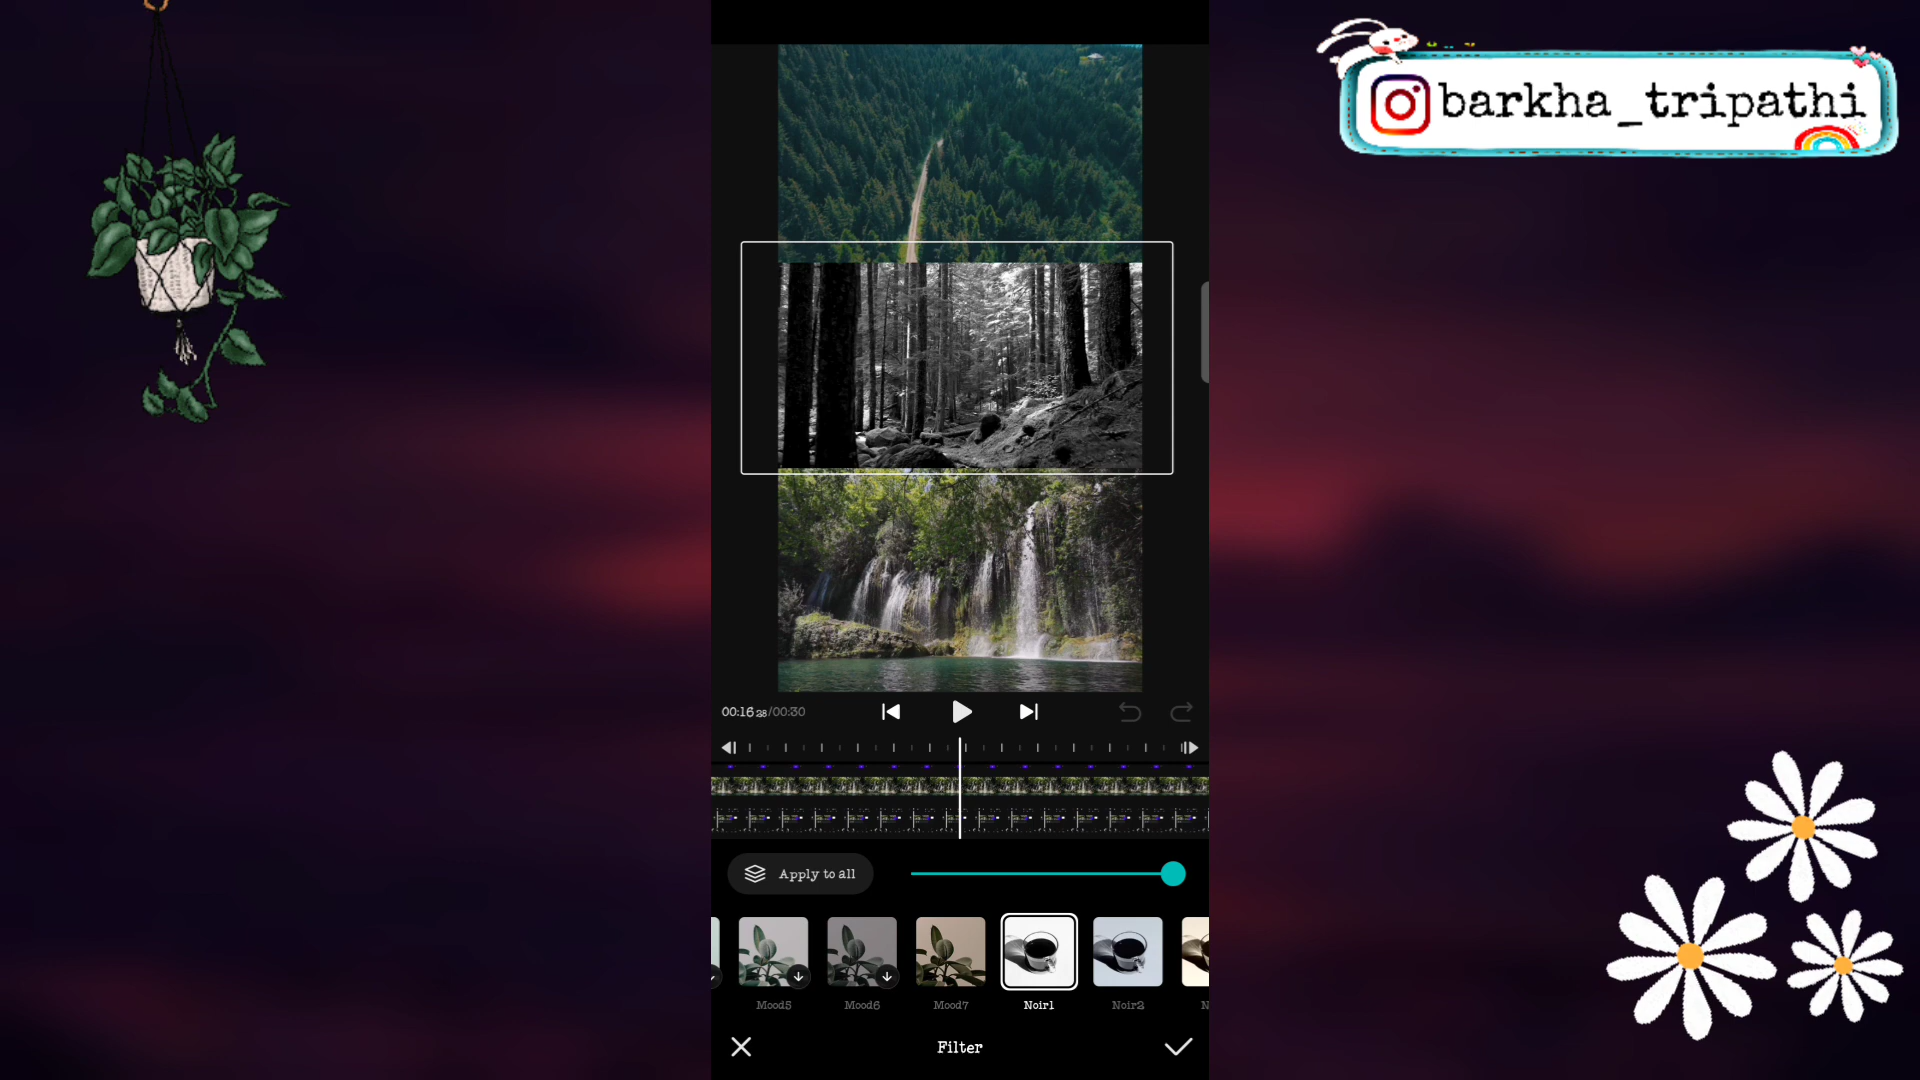 barkha_tripathi
00:16 28/00:30
Apply to all
Mood5
Mood6
Mood7
Noir1
Noir2
Filter